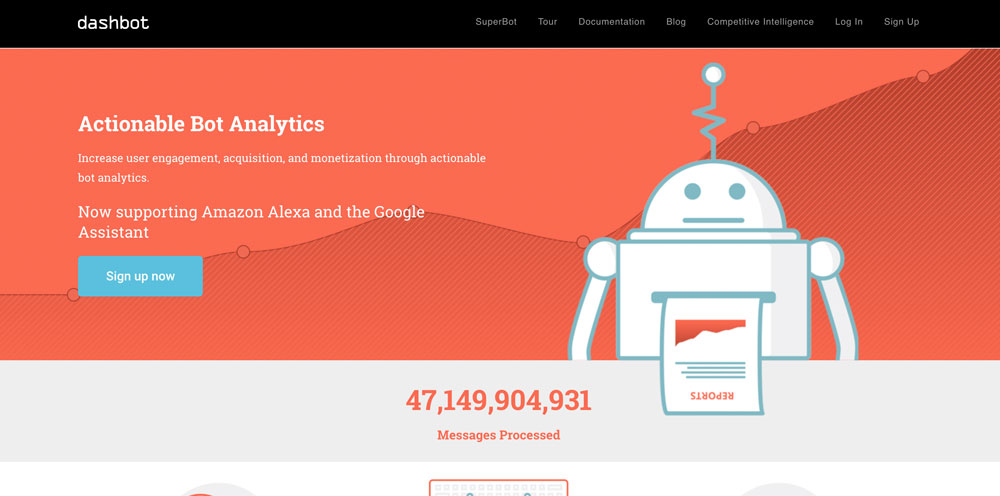 dashbot
SuperBot Tour Documentation Blog Competitive Intelligence Log In Sign Up
Actionable Bot Analytics
Increase user engagement, acquisition, and monetization through actionable
bot analytics.
Now supporting Amazon Alexa and the Google
Assistant
Sign up now
REPORTS
47,149,904,931
Messages Processed